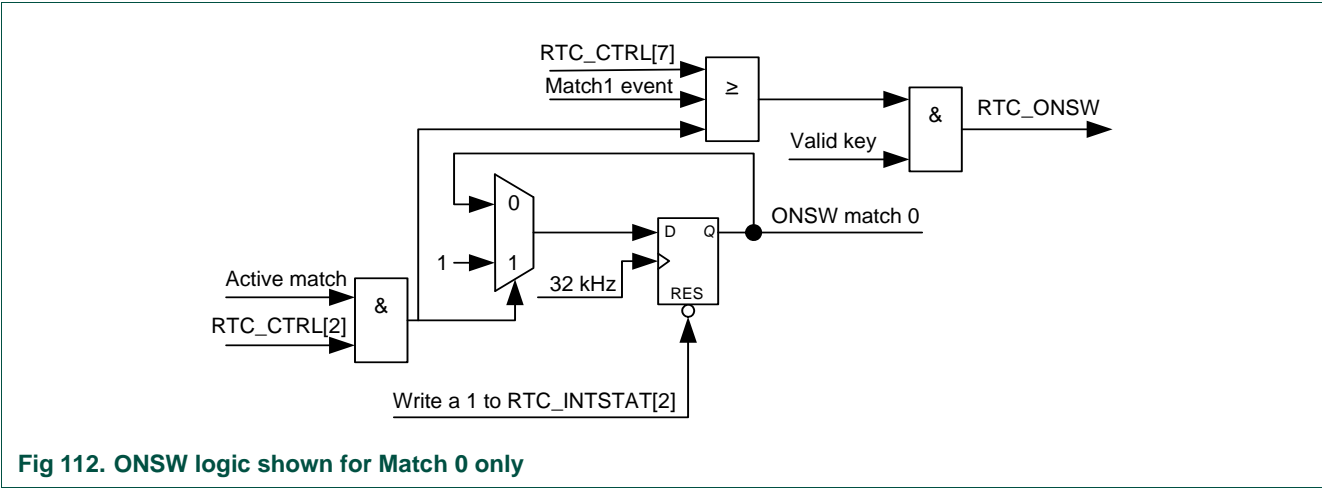 RTC_CTRL[7]
Match1 event
≥
&
RTC_ONSW
Valid key
0
1
1
D Q
RES
ONSW match 0
32 kHz
Active match
&
RTC_CTRL[2]
Write a 1 to RTC_INTSTAT[2]
Fig 112. ONSW logic shown for Match 0 only